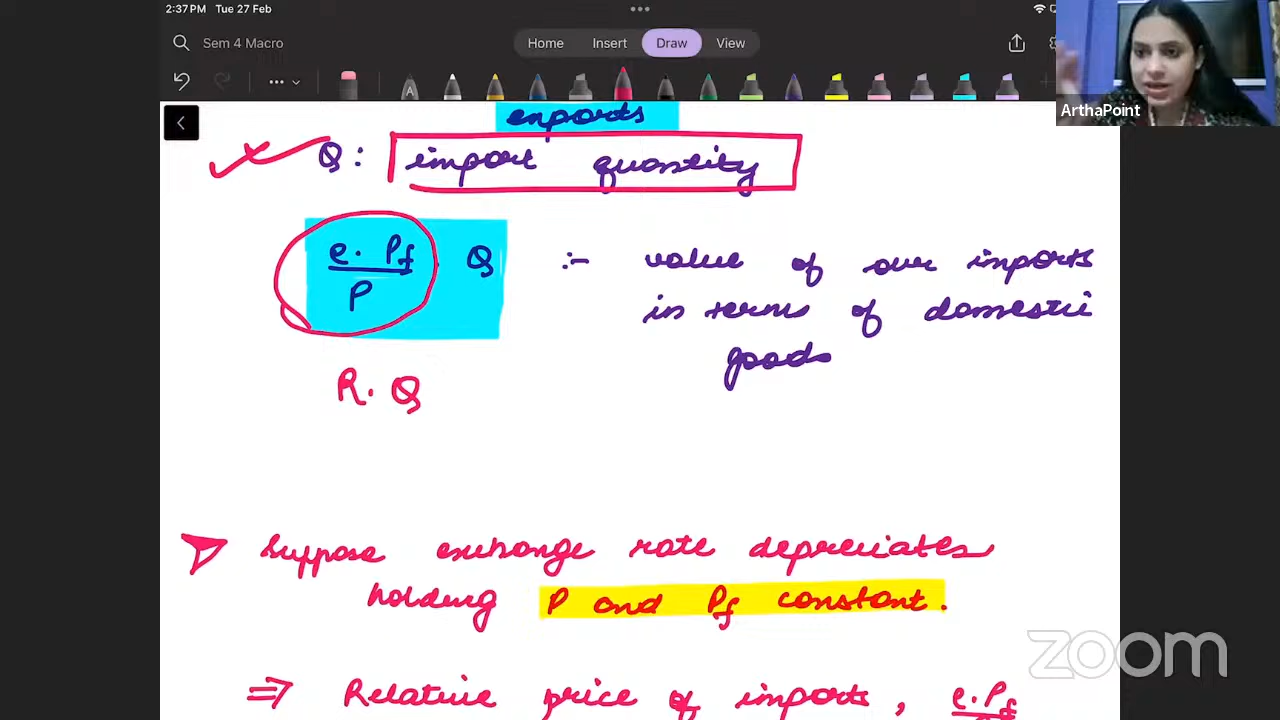 2:37 PM Tue 27 Feb
Sem 4 Macro
Home Insert Draw View
A
ArthaPoint
exports
Q: import quantity
e. Pf
P
Q :- value of our imports
in terms of domestic
goods
R. Q
Suppose exchange rate depreciates
holding P and Pf constant.
⇒ Relative price of imports, e. Pf
zoom